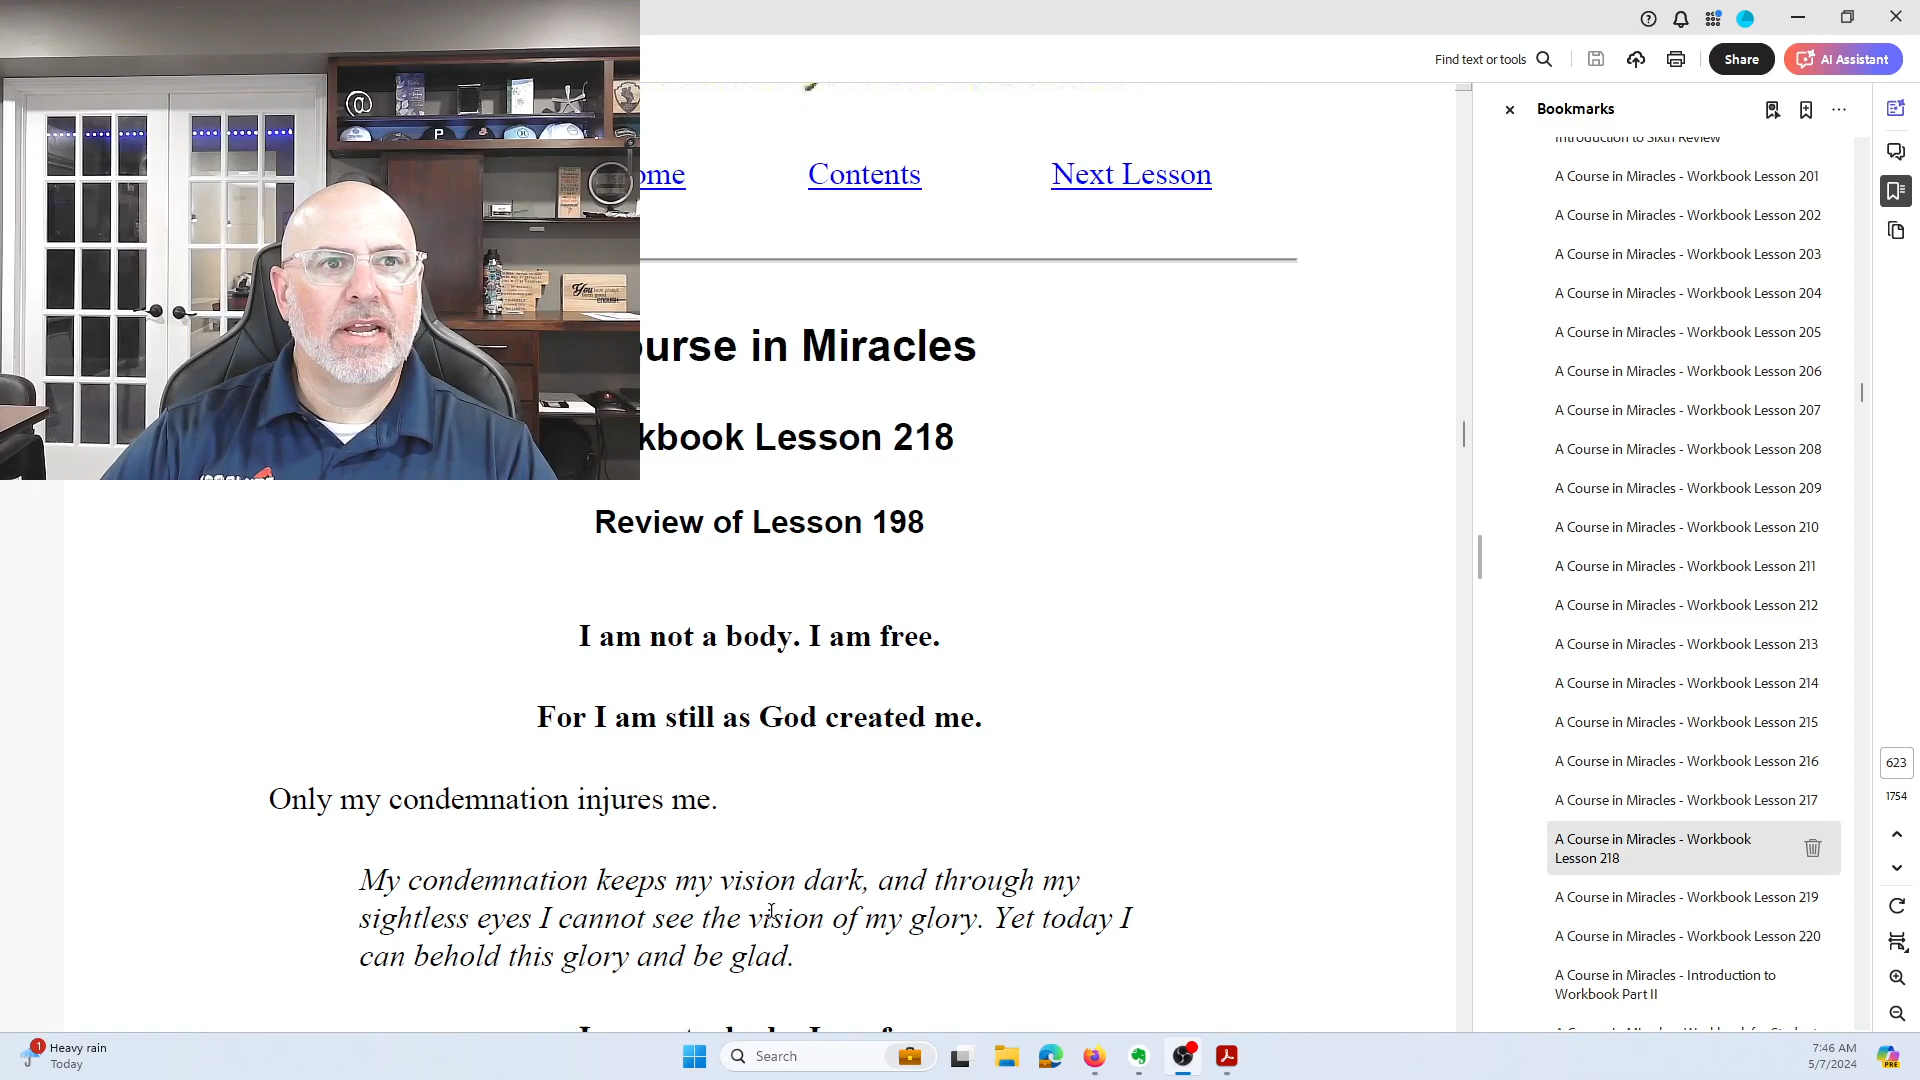 Find text or tools
Share
AI Assistant
ome
Contents
Next Lesson
ourse in Miracles
kbook Lesson 218
Review of Lesson 198
I am not a body. I am free.
For I am still as God created me.
Only my condemnation injures me.
My condemnation keeps my vision dark, and through my
sightless eyes I cannot see the vision of my glory. Yet today I
can behold this glory and be glad.
Bookmarks
Introduction to Sixth Review
A Course in Miracles - Workbook Lesson 201
A Course in Miracles - Workbook Lesson 202
A Course in Miracles - Workbook Lesson 203
A Course in Miracles - Workbook Lesson 204
A Course in Miracles - Workbook Lesson 205
A Course in Miracles - Workbook Lesson 206
A Course in Miracles - Workbook Lesson 207
A Course in Miracles - Workbook Lesson 208
A Course in Miracles - Workbook Lesson 209
A Course in Miracles - Workbook Lesson 210
A Course in Miracles - Workbook Lesson 211
A Course in Miracles - Workbook Lesson 212
A Course in Miracles - Workbook Lesson 213
A Course in Miracles - Workbook Lesson 214
A Course in Miracles - Workbook Lesson 215
A Course in Miracles - Workbook Lesson 216
A Course in Miracles - Workbook Lesson 217
A Course in Miracles - Workbook
Lesson 218
A Course in Miracles - Workbook Lesson 219
A Course in Miracles - Workbook Lesson 220
A Course in Miracles - Introduction to
Workbook Part II
623
1754
@
P
You
enough
1
Heavy rain
Today
Search
7:46 AM
5/7/2024
PRE